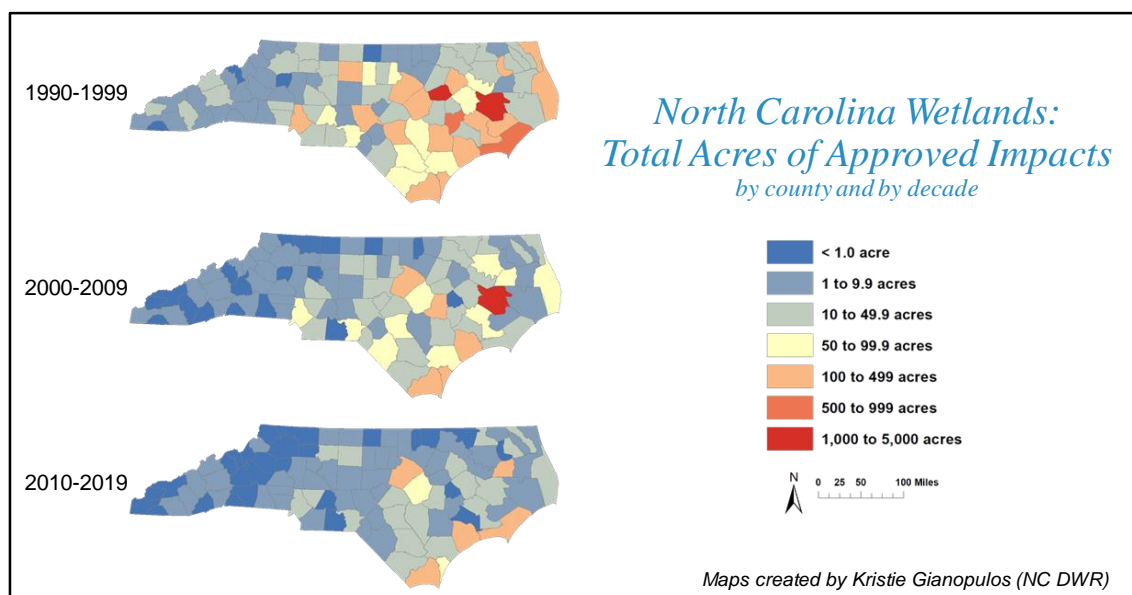 North Carolina Wetlands:
Total Acres of Approved Impacts
by county and by decade
1990-1999
2000-2009
2010-2019
< 1.0 acre
1 to 9.9 acres
10 to 49.9 acres
50 to 99.9 acres
100 to 499 acres
500 to 999 acres
1,000 to 5,000 acres
N
0 25 50 100 Miles
Maps created by Kristie Gianopulos (NC DWR)